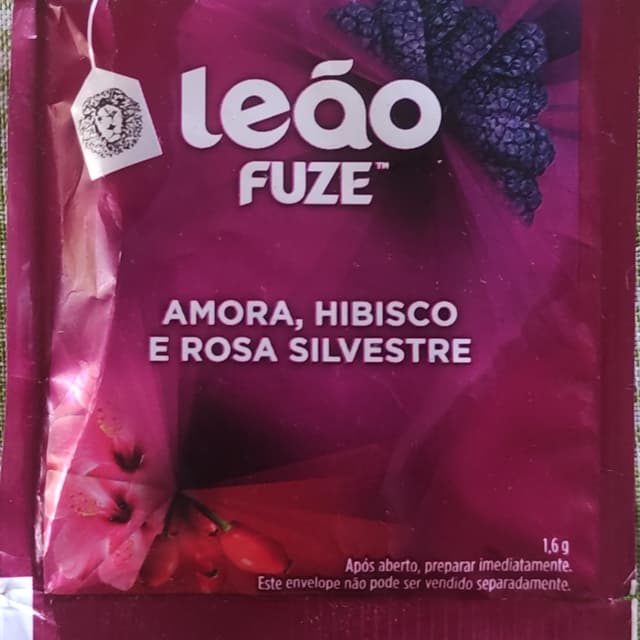 leão
FUZE™
AMORA, HIBISCO
E ROSA SILVESTRE
1,6 g
Após aberto, preparar imediatamente.
Este envelope não pode ser vendido separadamente.